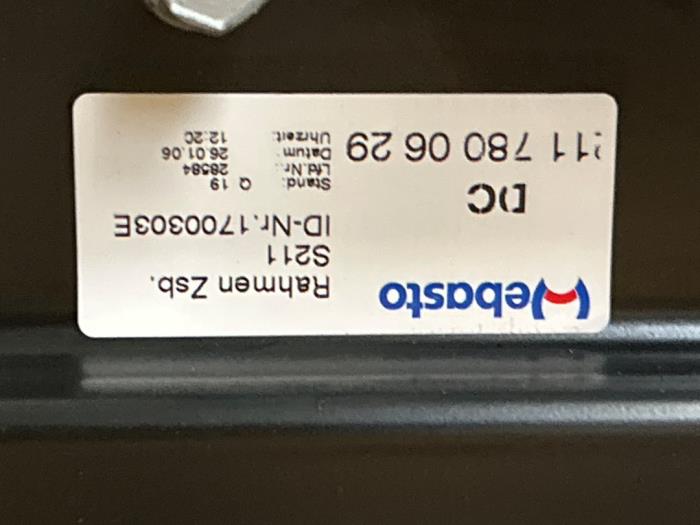 Webasto
DC
211 780 06 29
Rahmen Zsb.
S211
ID-Nr.1700303E
Stand: Q 19
Lfd.Nr.: 28584
Datum: 26.01.06
Uhrzeit: 12:20